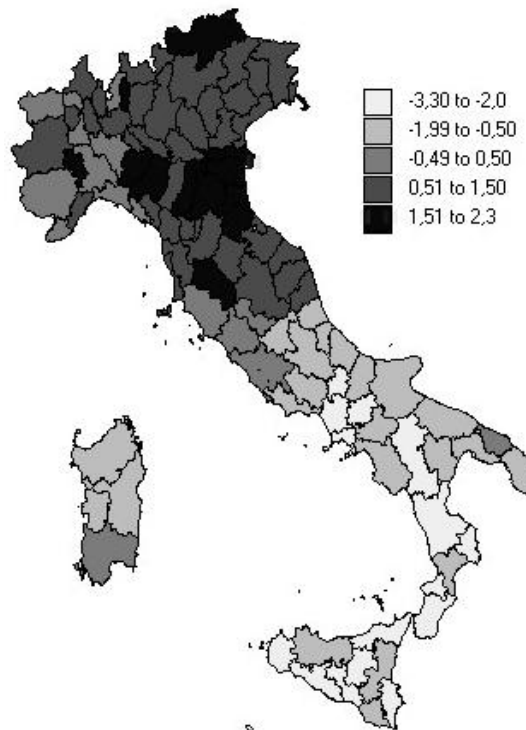 -3,30 to -2,0
-1,99 to -0,50
-0,49 to 0,50
0,51 to 1,50
1,51 to 2,3